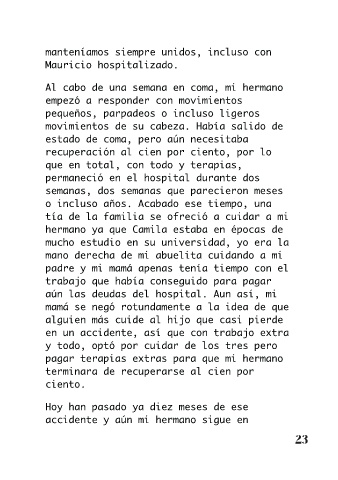 manteníamos siempre unidos, incluso con
Mauricio hospitalizado.
Al cabo de una semana en coma, mi hermano
empezó a responder con movimientos
pequeños, parpadeos o incluso ligeros
movimientos de su cabeza. Había salido de
estado de coma, pero aún necesitaba
recuperación al cien por ciento, por lo
que en total, con todo y terapias,
permaneció en el hospital durante dos
semanas, dos semanas que parecieron meses
o incluso años. Acabado ese tiempo, una
tía de la familia se ofreció a cuidar a mi
hermano ya que Camila estaba en épocas de
mucho estudio en su universidad, yo era la
mano derecha de mi abuelita cuidando a mi
padre y mi mamá apenas tenía tiempo con el
trabajo que había conseguido para pagar
aún las deudas del hospital. Aun así, mi
mamá se negó rotundamente a la idea de que
alguien más cuide al hijo que casi pierde
en un accidente, así que con trabajo extra
y todo, optó por cuidar de los tres pero
pagar terapias extras para que mi hermano
terminara de recuperarse al cien por
ciento.
Hoy han pasado ya diez meses de ese
accidente y aún mi hermano sigue en
23